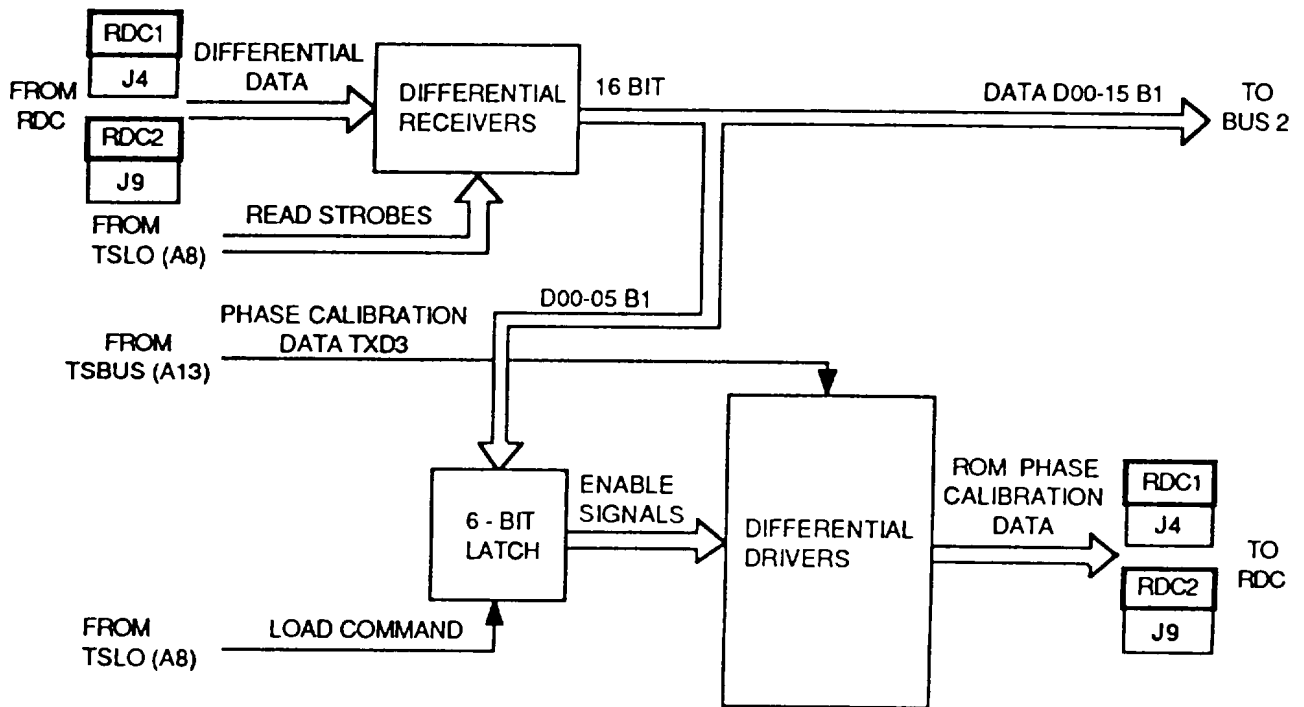 RDC1
J4
FROM
RDC
RDC2
J9
DIFFERENTIAL
DATA
DIFFERENTIAL
RECEIVERS
16 BIT
DATA D00-15 B1
TO
BUS 2
FROM
TSLO (A8)
READ STROBES
D00-05 B1
PHASE CALIBRATION
DATA TXD3
FROM
TSBUS (A13)
6 - BIT
LATCH
ENABLE
SIGNALS
DIFFERENTIAL
DRIVERS
ROM PHASE
CALIBRATION
DATA
RDC1
J4
TO
RDC
RDC2
J9
FROM
TSLO (A8)
LOAD COMMAND